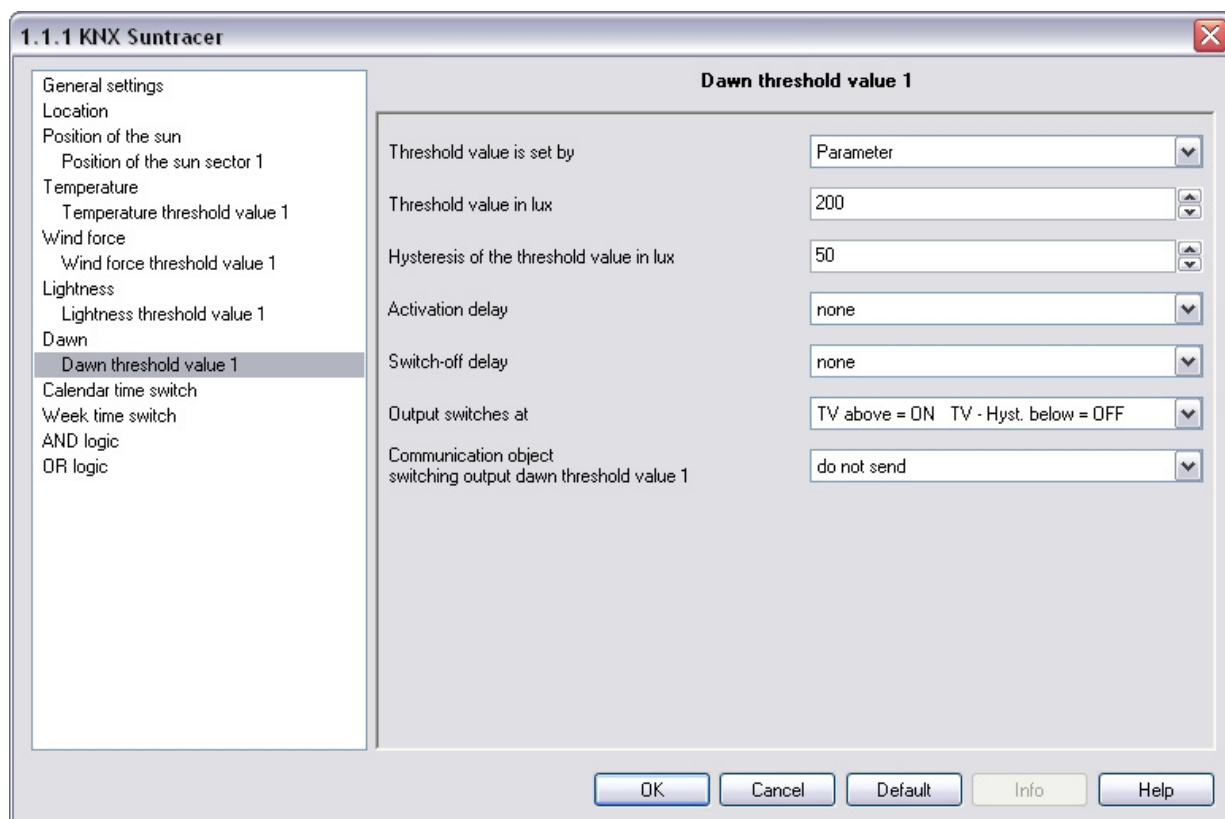 1.1.1 KNX Suntracer
General settings
Location
Position of the sun
Position of the sun sector 1
Temperature
Temperature threshold value 1
Wind force
Wind force threshold value 1
Lightness
Lightness threshold value 1
Dawn
Dawn threshold value 1
Calendar time switch
Week time switch
AND logic
OR logic
Dawn threshold value 1
Threshold value is set by
Parameter
Threshold value in lux
200
Hysteresis of the threshold value in lux
50
Activation delay
none
Switch-off delay
none
Output switches at
TV above = ON TV - Hyst. below = OFF
Communication object
switching output dawn threshold value 1
do not send
OK
Cancel
Default
Info
Help